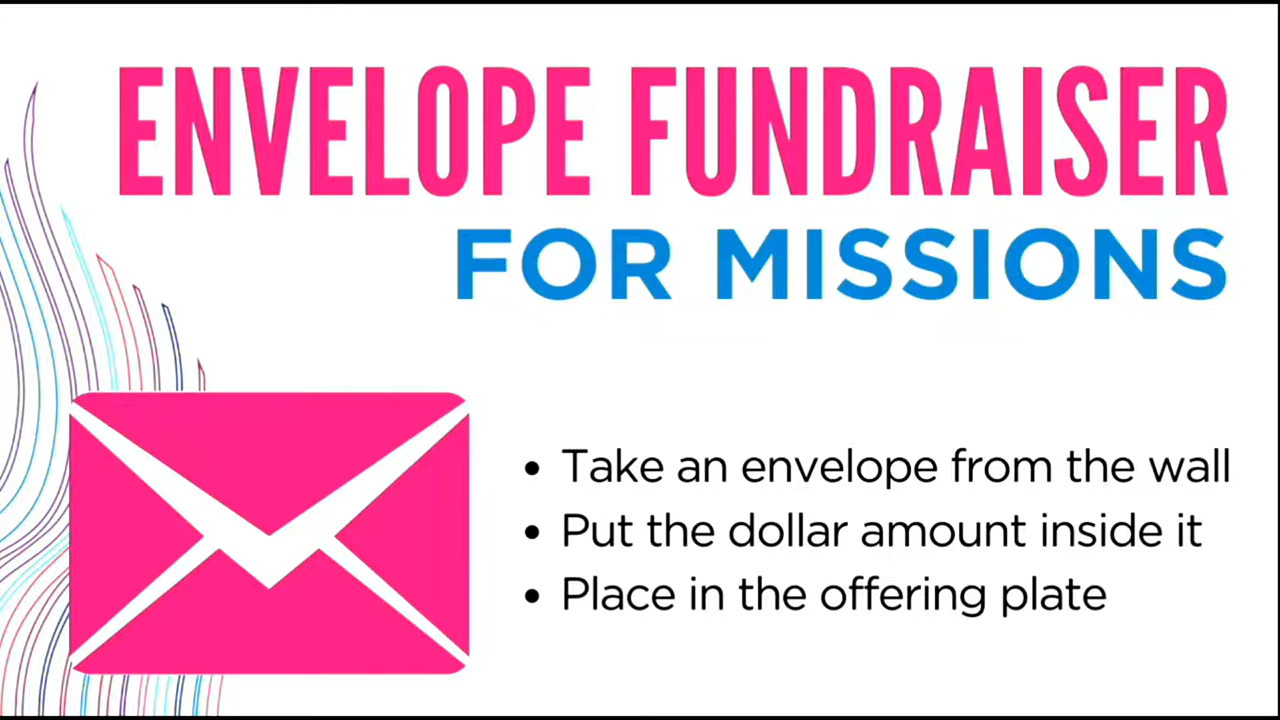 ENVELOPE FUNDRAISER
FOR MISSIONS
• Take an envelope from the wall
• Put the dollar amount inside it
• Place in the offering plate